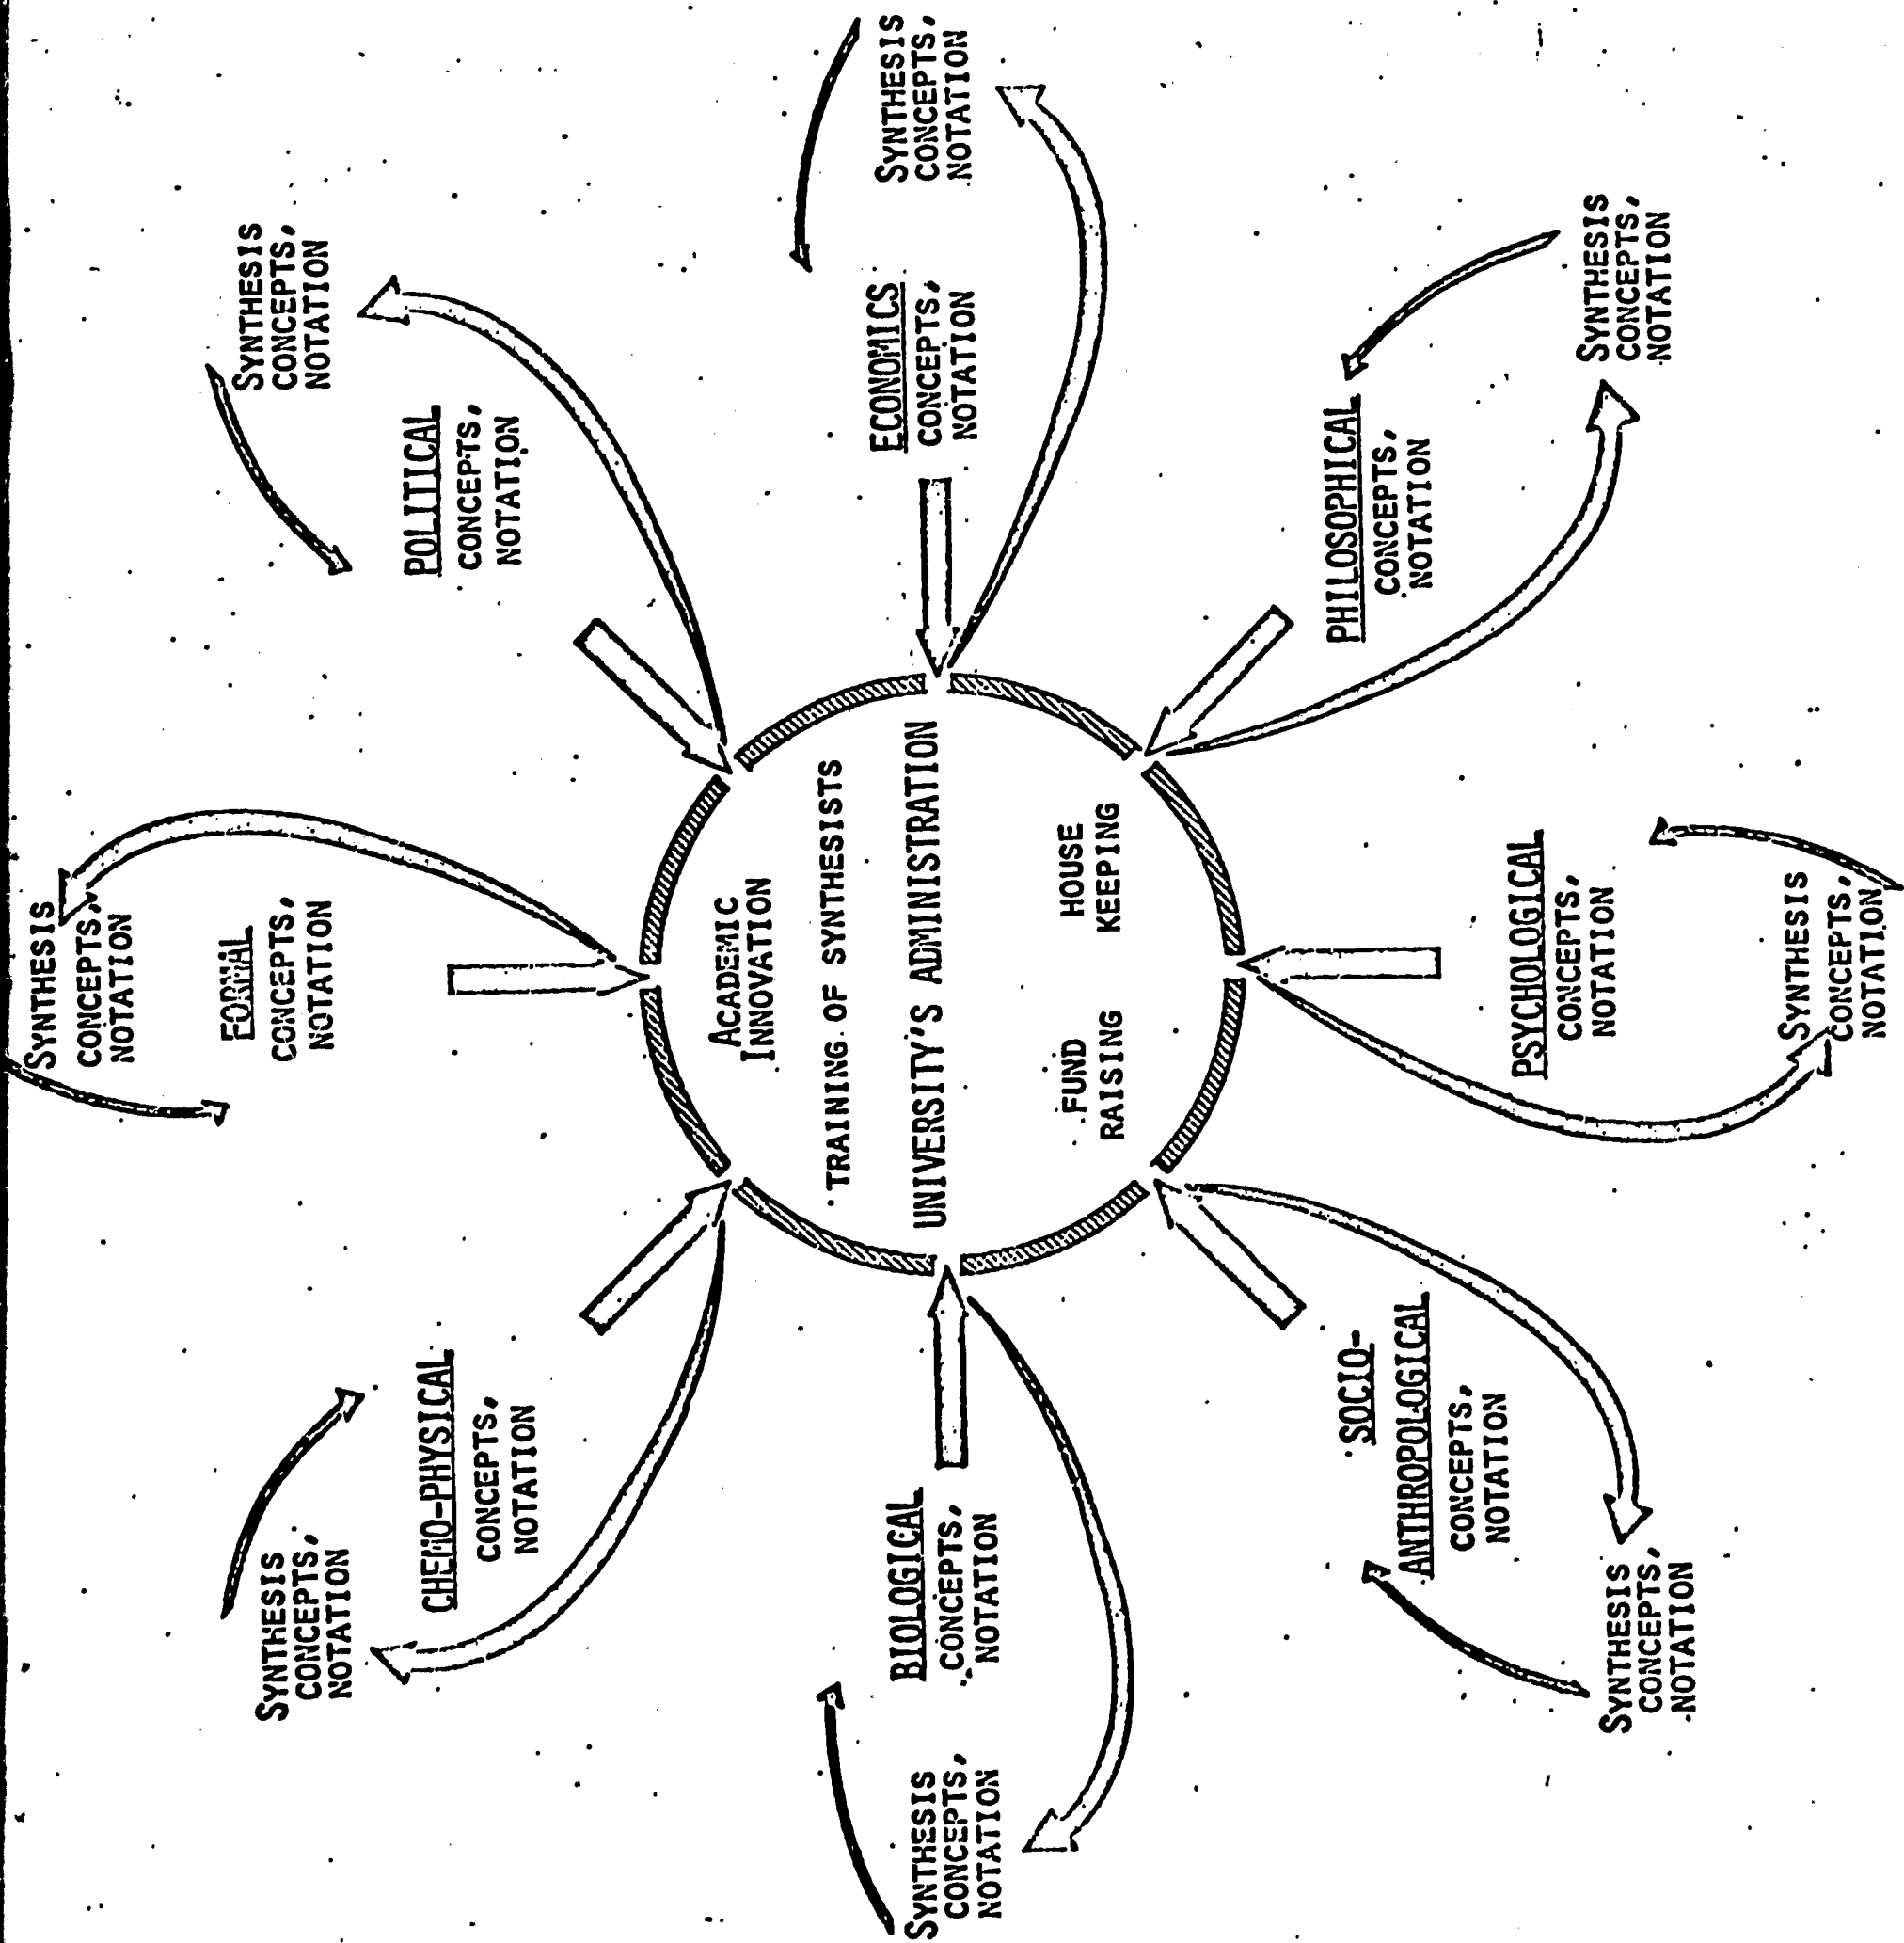 SYNTHESIS
CONCEPTS,
NOTATION
FORMAL
CONCEPTS,
NOTATION
SYNTHESIS
CONCEPTS,
NOTATION
CHEMO-PHYSICAL
CONCEPTS,
NOTATION
SYNTHESIS
CONCEPTS,
NOTATION
POLITICAL
CONCEPTS,
NOTATION
ACADEMIC
INNOVATION
TRAINING OF SYNTHESISTS
UNIVERSITY'S ADMINISTRATION
FUND
RAISING
HOUSE
KEEPING
SYNTHESIS
CONCEPTS,
NOTATION
BIOLOGICAL
CONCEPTS,
NOTATION
ECONOMICS
CONCEPTS,
NOTATION
SYNTHESIS
CONCEPTS,
NOTATION
SOCIO-
ANTHROPOLOGICAL
CONCEPTS,
NOTATION
SYNTHESIS
CONCEPTS,
NOTATION
PHILOSOPHICAL
CONCEPTS,
NOTATION
SYNTHESIS
CONCEPTS,
NOTATION
PSYCHOLOGICAL
CONCEPTS,
NOTATION
SYNTHESIS
CONCEPTS,
NOTATION